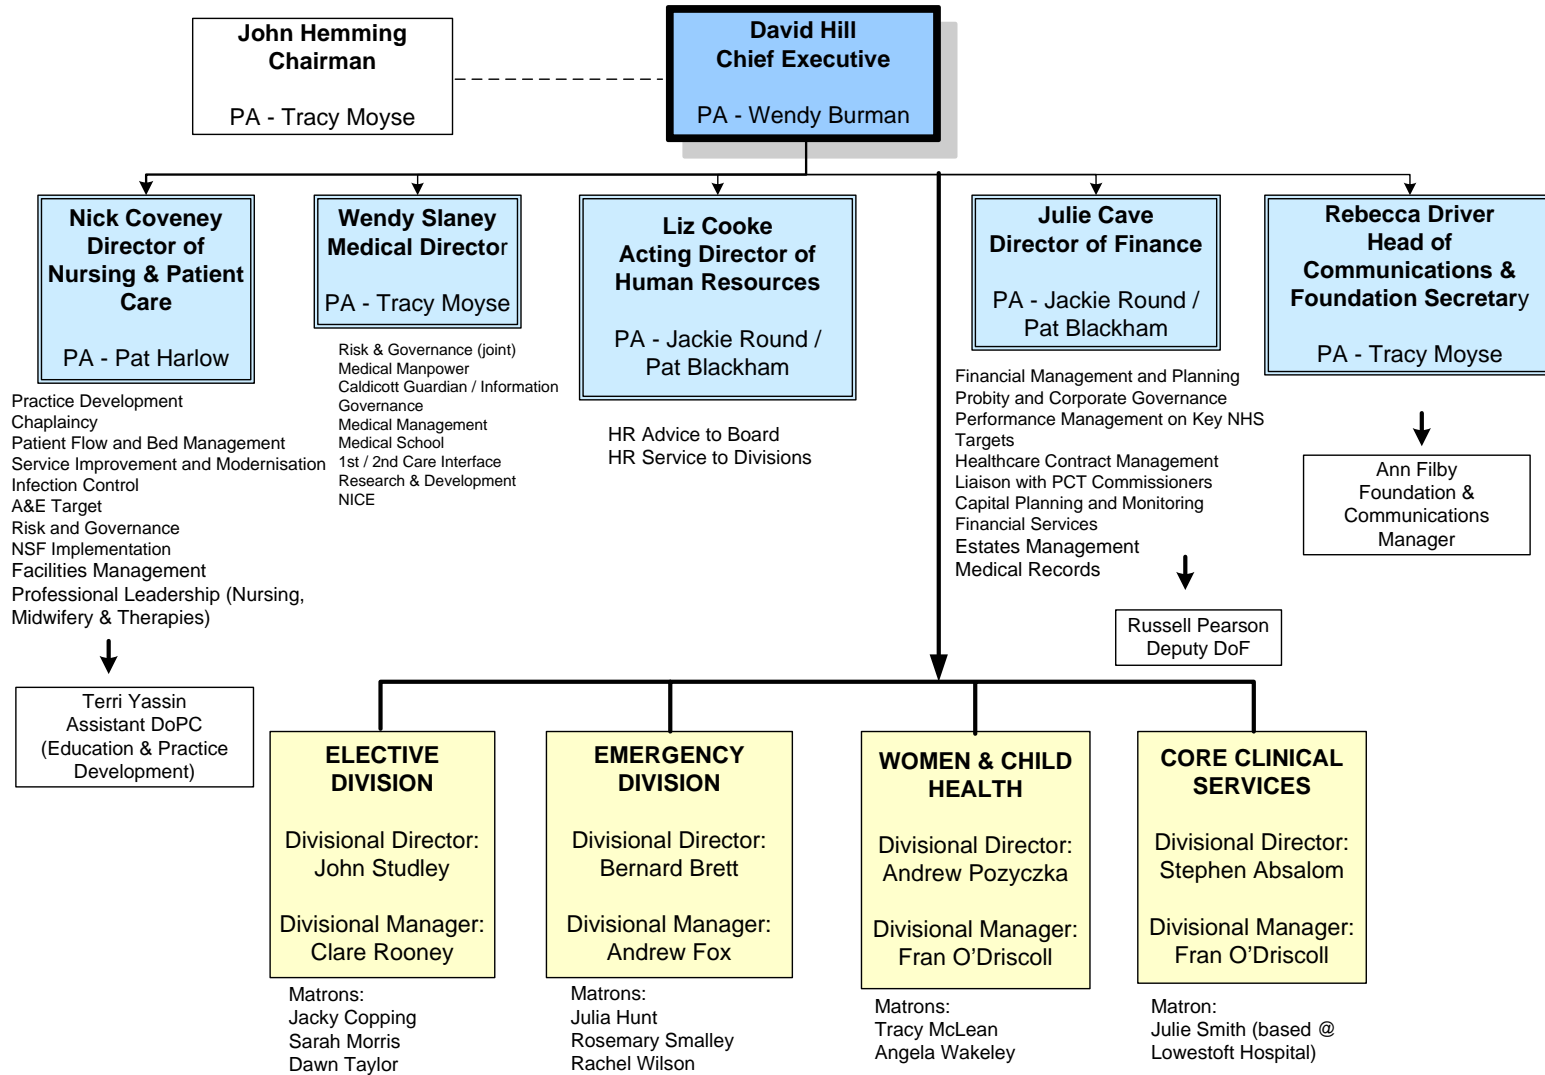 John Hemming
Chairman
PA - Tracy Moyse
David Hill
Chief Executive
PA - Wendy Burman
Nick Coveney
Director of
Nursing & Patient
Care
PA - Pat Harlow
Wendy Slaney
Medical Director
PA - Tracy Moyse
Liz Cooke
Acting Director of
Human Resources
PA - Jackie Round /
Pat Blackham
Julie Cave
Director of Finance
PA - Jackie Round /
Pat Blackham
Rebecca Driver
Head of
Communications &
Foundation Secretary
PA - Tracy Moyse
Practice Development
Chaplaincy
Patient Flow and Bed Management
Service Improvement and Modernisation
Infection Control
A&E Target
Risk and Governance
NSF Implementation
Facilities Management
Professional Leadership (Nursing,
Midwifery & Therapies)
Risk & Governance (joint)
Medical Manpower
Caldicott Guardian / Information
Governance
Medical Management
Medical School
1st / 2nd Care Interface
Research & Development
NICE
HR Advice to Board
HR Service to Divisions
Financial Management and Planning
Probity and Corporate Governance
Performance Management on Key NHS
Targets
Healthcare Contract Management
Liaison with PCT Commissioners
Capital Planning and Monitoring
Financial Services
Estates Management
Medical Records
Ann Filby
Foundation &
Communications
Manager
Russell Pearson
Deputy DoF
Terri Yassin
Assistant DoPC
(Education & Practice
Development)
ELECTIVE
DIVISION
Divisional Director:
John Studley
Divisional Manager:
Clare Rooney
Matrons:
Jacky Copping
Sarah Morris
Dawn Taylor
EMERGENCY
DIVISION
Divisional Director:
Bernard Brett
Divisional Manager:
Andrew Fox
Matrons:
Julia Hunt
Rosemary Smalley
Rachel Wilson
WOMEN & CHILD
HEALTH
Divisional Director:
Andrew Pozyczka
Divisional Manager:
Fran O’Driscoll
Matrons:
Tracy McLean
Angela Wakeley
CORE CLINICAL
SERVICES
Divisional Director:
Stephen Absalom
Divisional Manager:
Fran O’Driscoll
Matron:
Julie Smith (based @
Lowestoft Hospital)